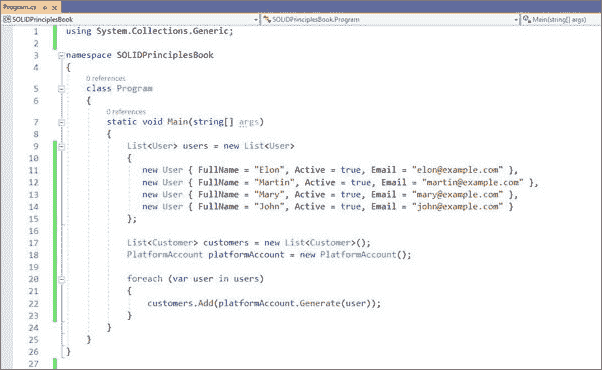 Program.cs
SOLIDPrinciplesBook SOLIDPrinciplesBook.Program Main(string[] args)
1 using System.Collections.Generic;
2
3 namespace SOLIDPrinciplesBook
4 {
0 references
5 class Program
6 {
0 references
7 static void Main(string[] args)
8 {
9 List<User> users = new List<User>
10 {
11 new User { FullName = "Elon", Active = true, Email = "elon@example.com" },
12 new User { FullName = "Martin", Active = true, Email = "martin@example.com" },
13 new User { FullName = "Mary", Active = true, Email = "mary@example.com" },
14 new User { FullName = "John", Active = true, Email = "john@example.com" }
15 };
16
17 List<Customer> customers = new List<Customer>();
18 PlatformAccount platformAccount = new PlatformAccount();
19
20 foreach (var user in users)
21 {
22 customers.Add(platformAccount.Generate(user));
23 }
24 }
25 }
26 }
27